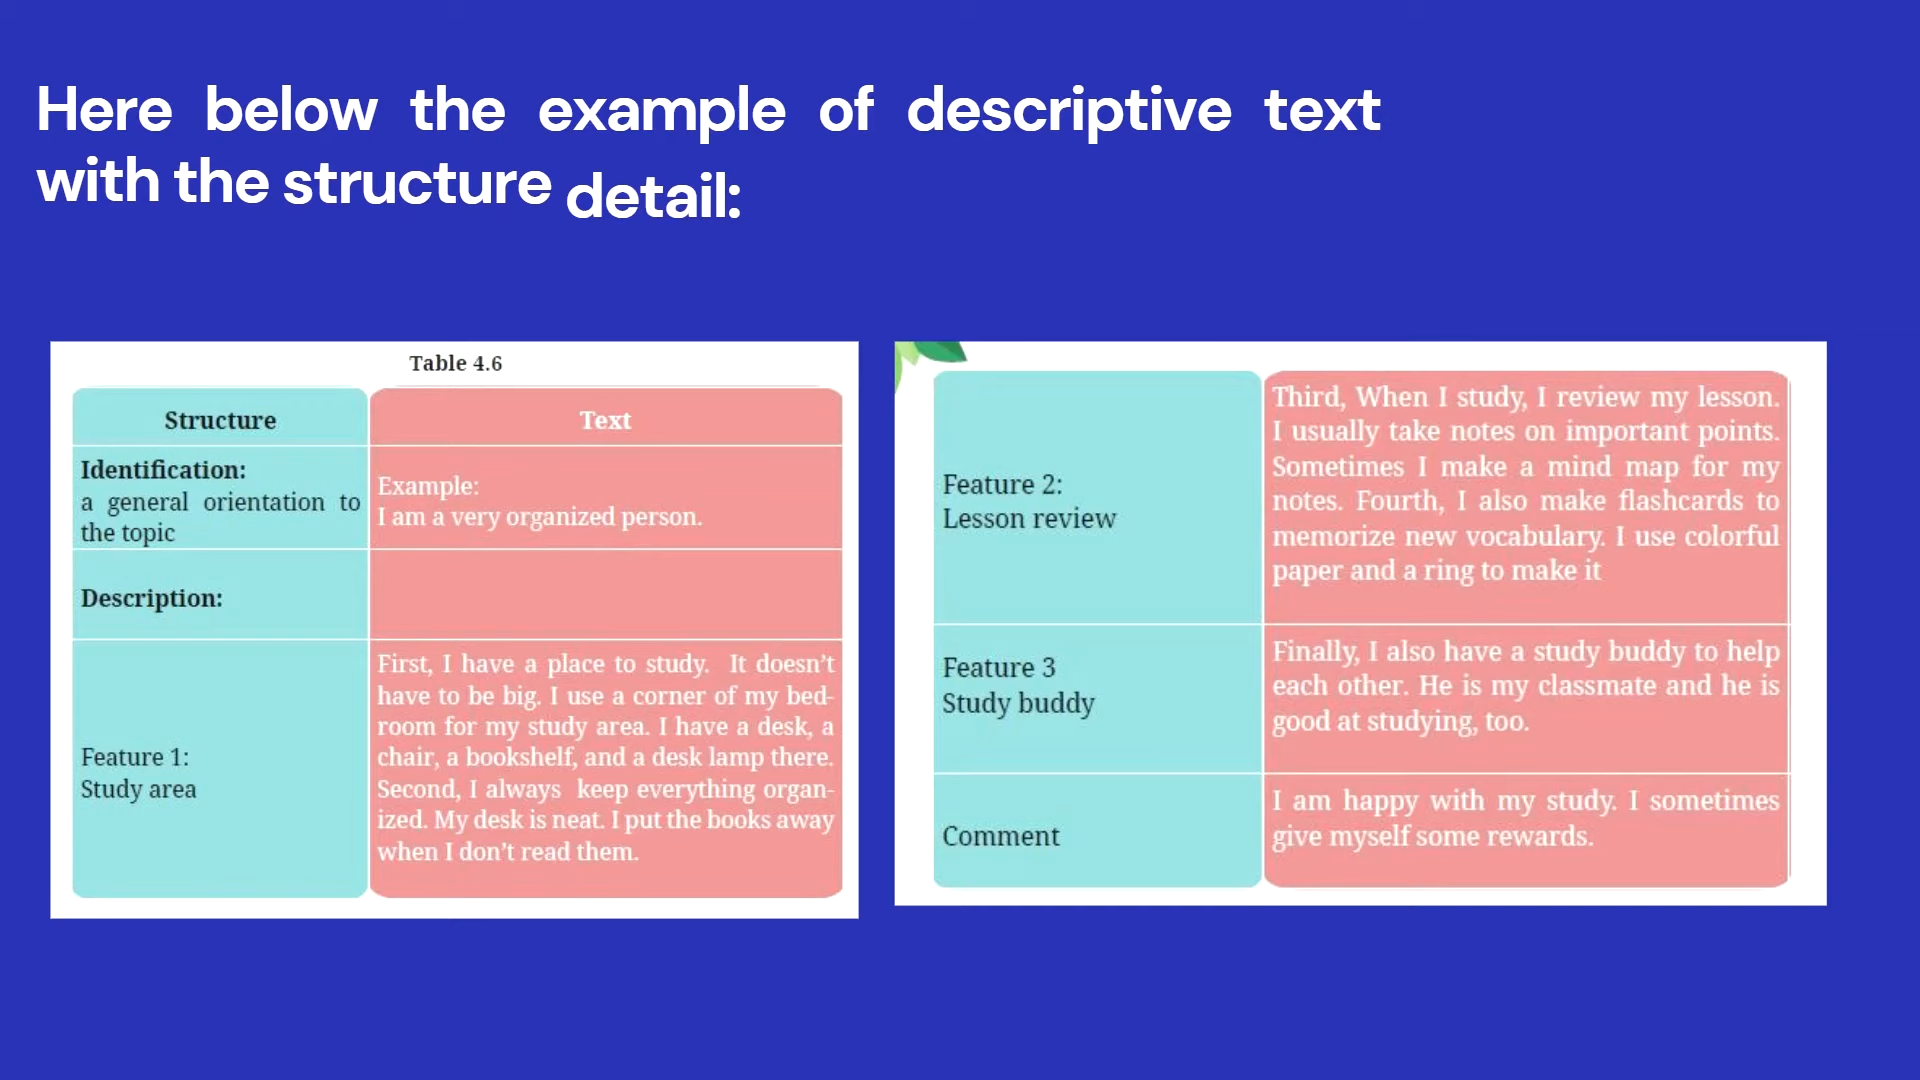 Here below the example of descriptive text
with the structure detail:
Table 4.6
Structure
Text
Identification:
a general orientation to
the topic
Example:
I am a very organized person.
Description:
Feature 1:
Study area
First, I have a place to study. It doesn't
have to be big. I use a corner of my bed-
room for my study area. I have a desk, a
chair, a bookshelf, and a desk lamp there.
Second, I always keep everything organ-
ized. My desk is neat. I put the books away
when I don't read them.
Feature 2:
Lesson review
Third, When I study, I review my lesson.
I usually take notes on important points.
Sometimes I make a mind map for my
notes. Fourth, I also make flashcards to
memorize new vocabulary. I use colorful
paper and a ring to make it
Feature 3
Study buddy
Finally, I also have a study buddy to help
each other. He is my classmate and he is
good at studying, too.
Comment
I am happy with my study. I sometimes
give myself some rewards.